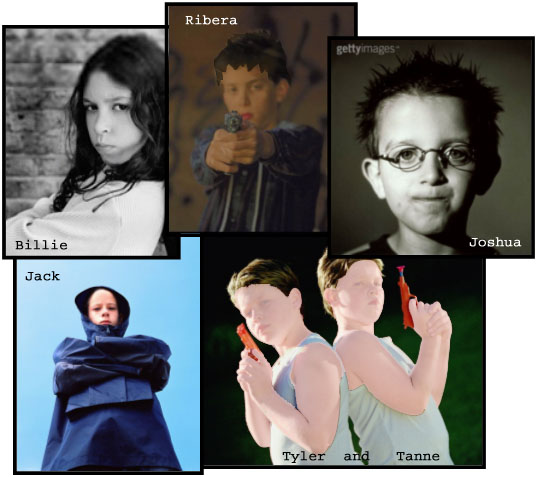 Ribera
gettyimages
Billie
Joshua
Jack
Tyler and Tanne